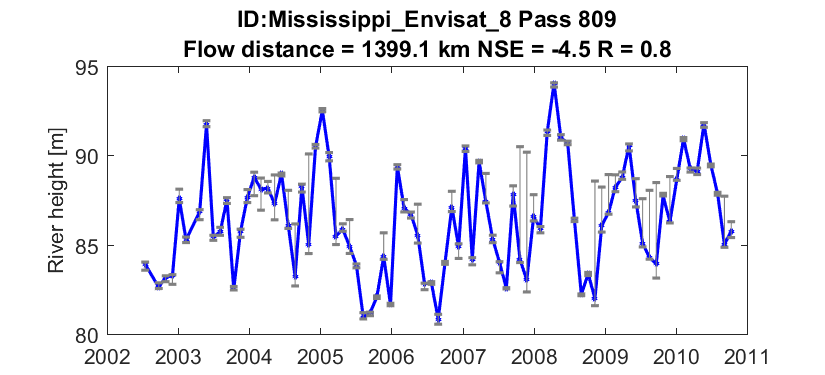 ID:Mississippi_Envisat_8 Pass 809
Flow distance = 1399.1 km NSE = -4.5 R = 0.8
95
90
85
80
River height [m]
2002 2003 2004 2005 2006 2007 2008 2009 2010 2011